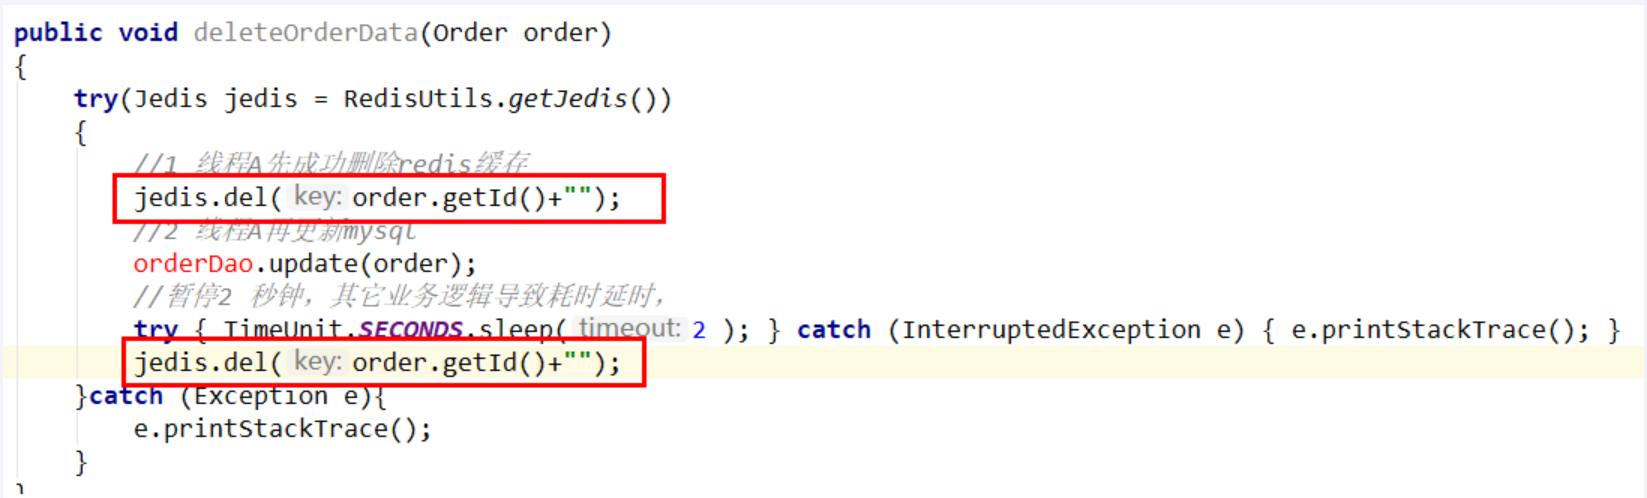 public void deleteOrderData(Order order)
{
try(Jedis jedis = RedisUtils.getJedis())
{
//1 线程A先成功删除redis缓存
jedis.del( key: order.getId()+"");
//2 线程A再更新mysql
orderDao.update(order);
//暂停2 秒钟，其它业务逻辑导致耗时延时，
try { TimeUnit.SECONDS.sleep( timeout: 2 ); } catch (InterruptedException e) { e.printStackTrace(); }
jedis.del( key: order.getId()+"");
}catch (Exception e){
e.printStackTrace();
}
}